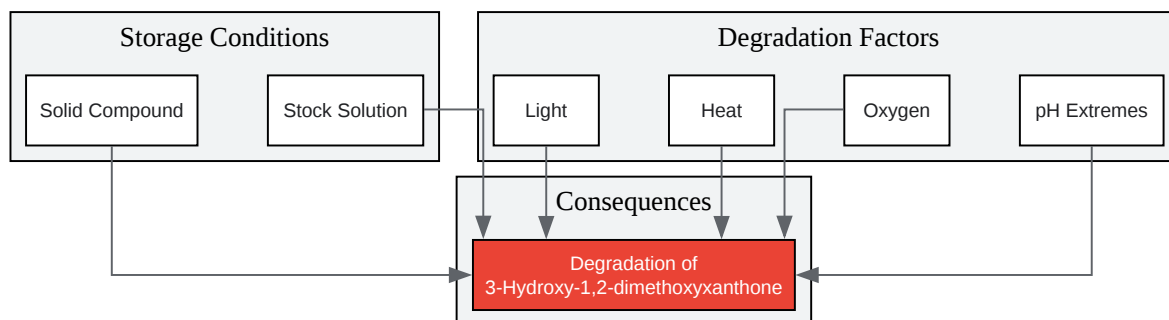 Storage Conditions
Degradation Factors
Solid Compound
Stock Solution
Light
Heat
Oxygen
pH Extremes
Consequences
Degradation of
3-Hydroxy-1,2-dimethoxyxanthone